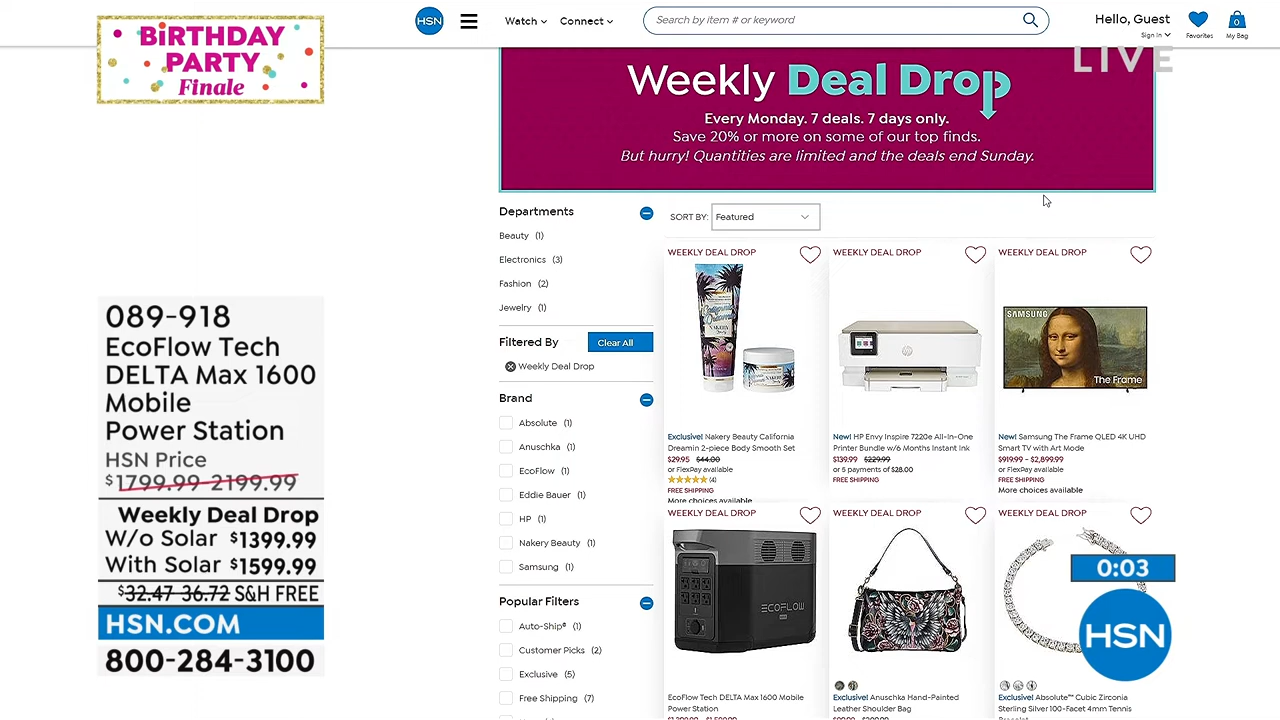 BiRTHDAY
PARTY
Finale
HSN
Watch
Connect
Search by item # or keyword
Hello, Guest
Sign In
Favorites
0
My Bag
LIVE
Weekly Deal Drop
Every Monday. 7 deals. 7 days only.
Save 20% or more on some of our top finds.
But hurry! Quantities are limited and the deals end Sunday.
089-918
EcoFlow Tech
DELTA Max 1600
Mobile
Power Station
HSN Price
$1799.99-2199.99
Weekly Deal Drop
W/o Solar $1399.99
With Solar $1599.99
$32.47-36.72 S&H FREE
HSN.COM
800-284-3100
Departments
Beauty (1)
Electronics (3)
Fashion (2)
Jewelry (1)
Filtered By
Clear All
Weekly Deal Drop
Brand
Absolute (1)
Anuschka (1)
EcoFlow (1)
Eddie Bauer (1)
HP (1)
Nakery Beauty (1)
Samsung (1)
Popular Filters
Auto-Ship® (1)
Customer Picks (2)
Exclusive (5)
Free Shipping (7)
SORT BY: Featured
WEEKLY DEAL DROP
NAKERY
Exclusive! Nakery Beauty California
Dreamin 2-piece Body Smooth Set
$29.95 $44.00
or FlexPay available
(4)
FREE SHIPPING
More choices available
WEEKLY DEAL DROP
New! HP Envy Inspire 7220e All-In-One
Printer Bundle w/6 Months Instant Ink
$139.99 $229.99
or 5 payments of $28.00
FREE SHIPPING
WEEKLY DEAL DROP
SAMSUNG
The Frame
New! Samsung The Frame QLED 4K UHD
Smart TV with Art Mode
$919.99 - $2,899.99
or FlexPay available
FREE SHIPPING
More choices available
WEEKLY DEAL DROP
ECOFLOW
EcoFlow Tech DELTA Max 1600 Mobile
Power Station
WEEKLY DEAL DROP
Exclusive! Anuschka Hand-Painted
Leather Shoulder Bag
WEEKLY DEAL DROP
Exclusive! Absolute™ Cubic Zirconia
Sterling Silver 100-Facet 4mm Tennis
0:03
HSN